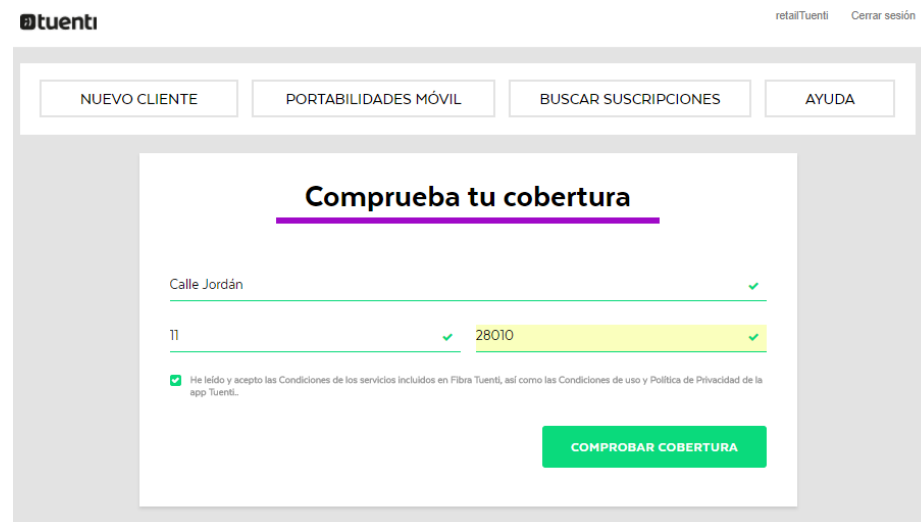 tuenti
retailTuenti Cerrar sesión
NUEVO CLIENTE PORTABILIDADES MÓVIL BUSCAR SUSCRIPCIONES AYUDA
Comprueba tu cobertura
Calle Jordán
11 28010
He leído y acepto las Condiciones de los servicios incluidos en Fibra Tuenti, así como las Condiciones de uso y Política de Privacidad de la
app Tuenti..
COMPROBAR COBERTURA